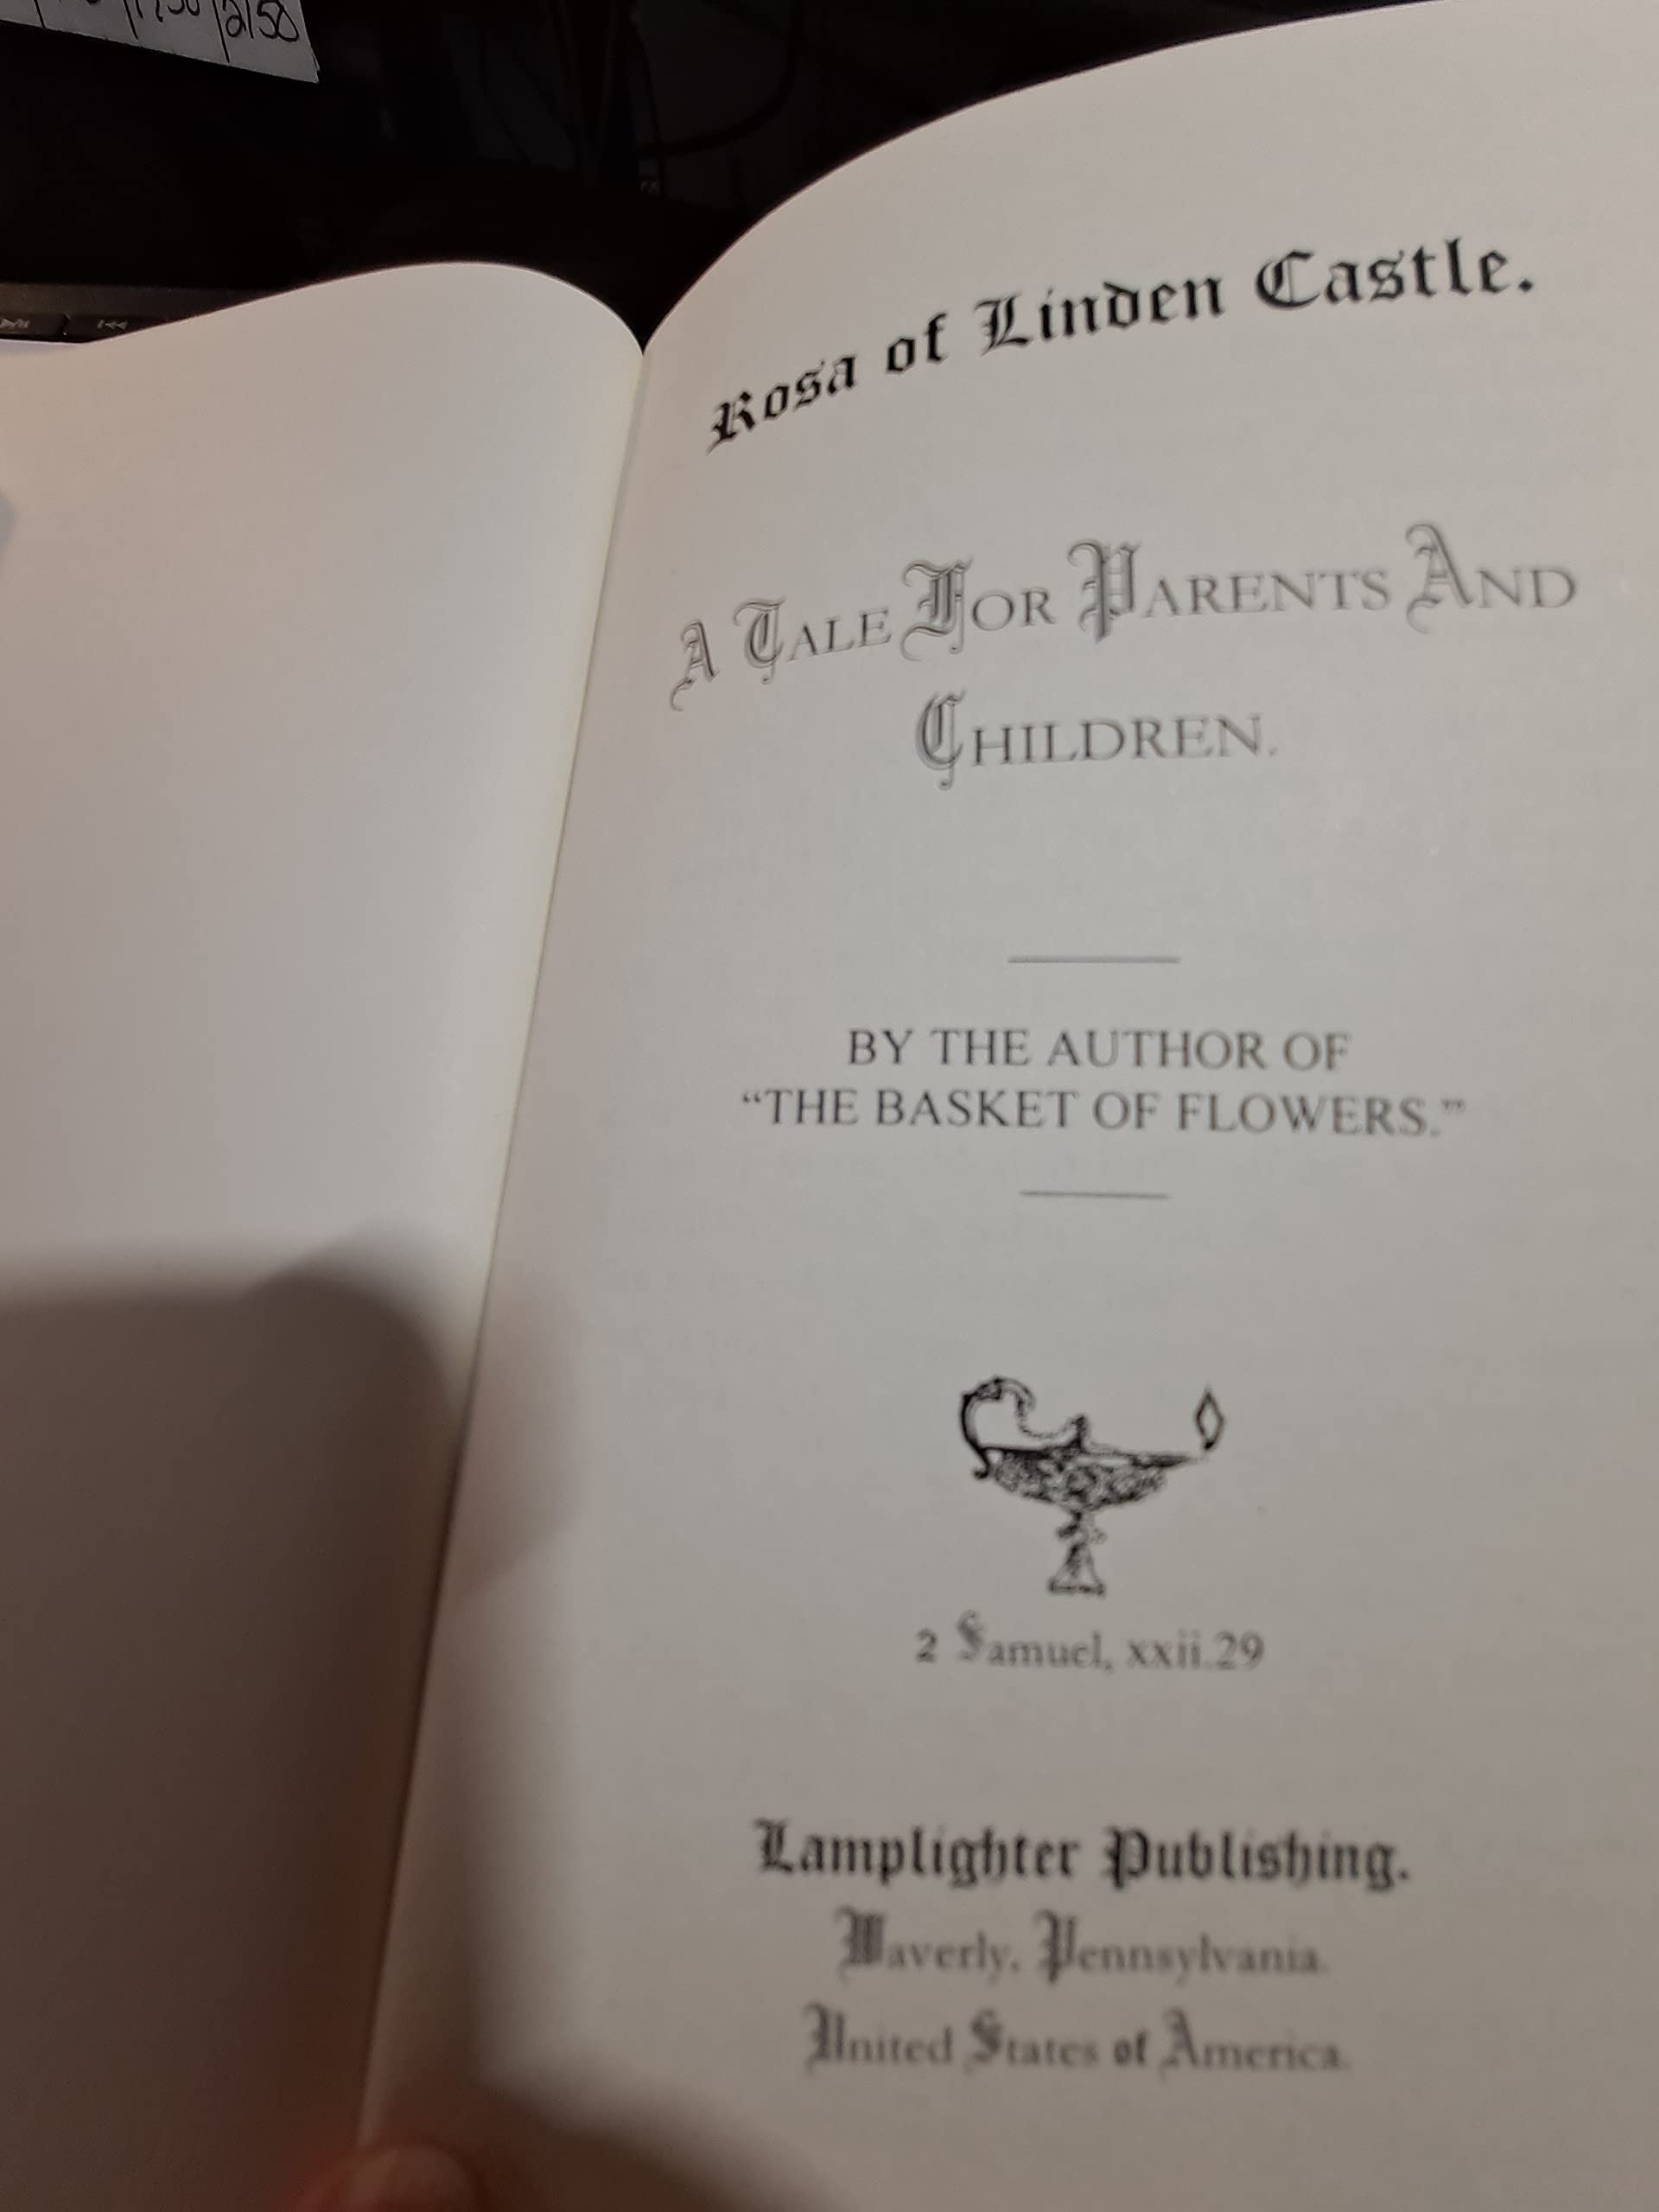 2150
Rosa of Linden Castle.
A TALE FOR PARENTS AND
CHILDREN.
BY THE AUTHOR OF
“THE BASKET OF FLOWERS.”
2 Samuel, xxii.29
Lamplighter Publishing.
Waverly, Pennsylvania.
United States of America.